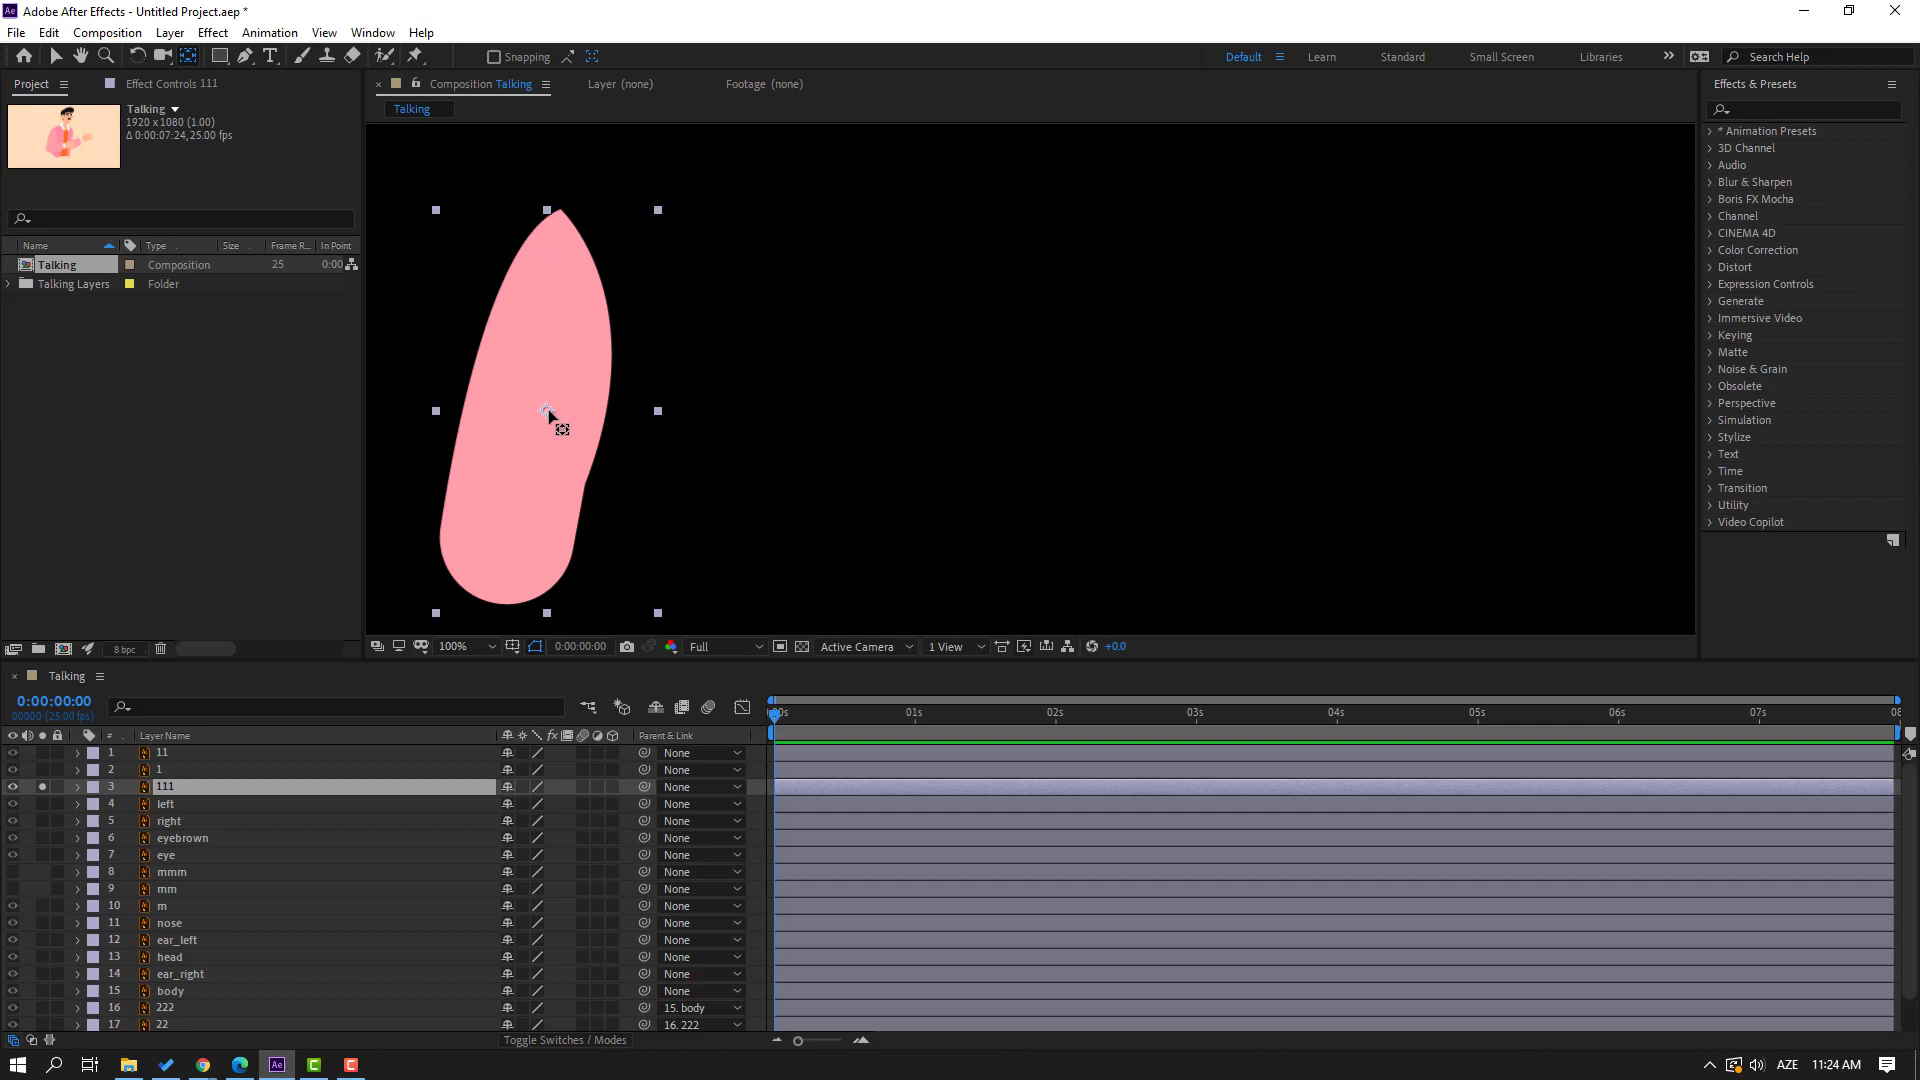 Adobe After Effects - Untitled Project.aep *
File Edit Composition Layer Effect Animation View Window Help
Snapping
Default Learn Standard Small Screen Libraries Search Help
Project Effect Controls 111
Composition Talking Layer (none) Footage (none)
Effects & Presets
Talking
1920 x 1080 (1.00)
Δ 0:00:07:24, 25.00 fps
Talking
* Animation Presets
3D Channel
Audio
Blur & Sharpen
Boris FX Mocha
Channel
CINEMA 4D
Color Correction
Distort
Expression Controls
Generate
Immersive Video
Keying
Matte
Noise & Grain
Obsolete
Perspective
Simulation
Stylize
Text
Time
Transition
Utility
Video Copilot
Name Type Size Frame R... In Point
Talking Composition 25 0:00
Talking Layers Folder
8 bpc
100% 0:00:00:00 Full Active Camera 1 View +0.0
Talking
0:00:00:00
00000 (25.00 fps)
01s 02s 03s 04s 05s 06s 07s
# Layer Name fx Parent & Link
1 11 None
2 1 None
3 111 None
4 left None
5 right None
6 eyebrown None
7 eye None
8 mmm None
9 mm None
10 m None
11 nose None
12 ear_left None
13 head None
14 ear_right None
15 body None
16 222 15. body
17 22 16. 222
Toggle Switches / Modes
Ae AZE 11:24 AM